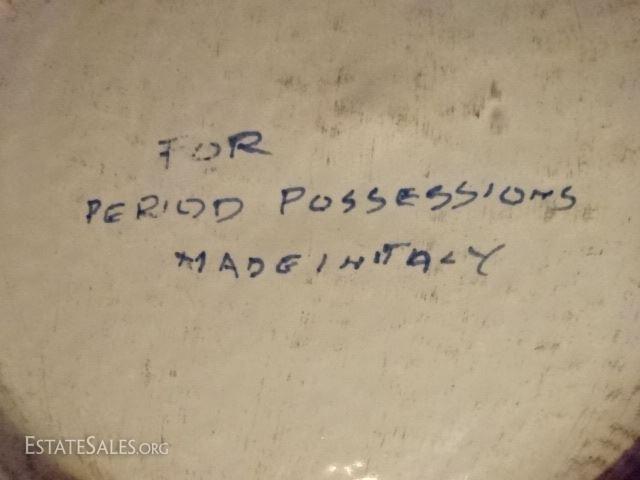 FOR
PERIOD POSSESSIONS
MADE IN ITALY
ESTATESALES.ORG